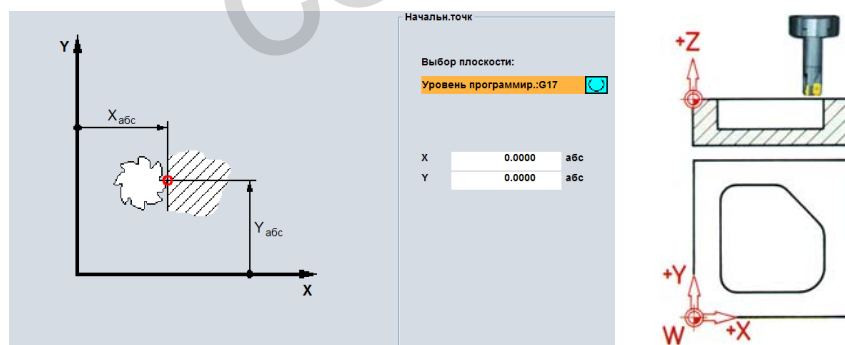 Начальн.точк
Y
Xабс
Выбор плоскости:
Уровень программир.:G17
X 0.0000 абс
Y 0.0000 абс
Yабс
X
+Z
+Y
W +X